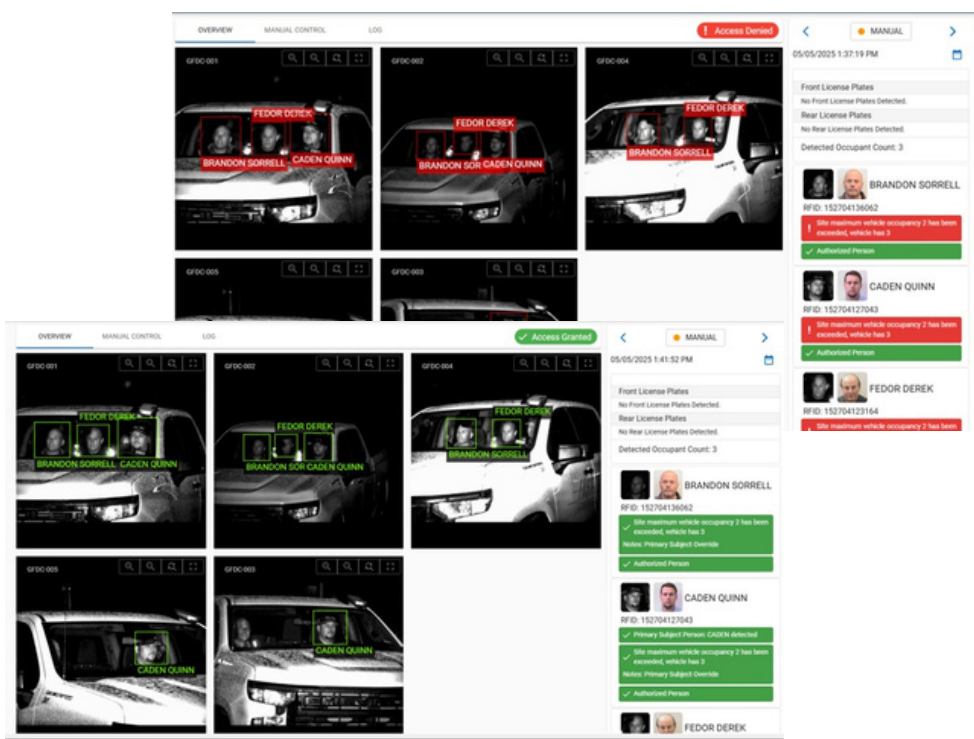 OVERVIEW
MANUAL CONTROL
LOG
! Access Denied
MANUAL
05/05/2025 1:37:19 PM
GFDC-001
FEDOR DEREK
BRANDON SORRELL
CADEN QUINN
GFDC-002
FEDOR DEREK
BRANDON SOR
CADEN QUINN
GFDC-004
FEDOR DEREK
BRANDON SORRELL
GFDC-005
GFDC-003
Front License Plates
No Front License Plates Detected.
Rear License Plates
No Rear License Plates Detected.
Detected Occupant Count: 3
BRANDON SORRELL
RFID: 152704136062
! Site maximum vehicle occupancy 2 has been
exceeded, vehicle has 3
Authorized Person
CADEN QUINN
RFID: 152704127043
! Site maximum vehicle occupancy 2 has been
exceeded, vehicle has 3
Authorized Person
FEDOR DEREK
RFID: 152704123164
Site maximum vehicle occupancy 2 has been
OVERVIEW
MANUAL CONTROL
LOG
Access Granted
MANUAL
05/05/2025 1:41:52 PM
GFDC-001
FEDOR DEREK
BRANDON SORRELL
CADEN QUINN
GFDC-002
FEDOR DEREK
BRANDON SOR
CADEN QUINN
GFDC-004
FEDOR DEREK
BRANDON SORRELL
GFDC-005
CADEN QUINN
GFDC-003
CADEN QUINN
Front License Plates
No Front License Plates Detected.
Rear License Plates
No Rear License Plates Detected.
Detected Occupant Count: 3
BRANDON SORRELL
RFID: 152704136062
Site maximum vehicle occupancy 2 has been
exceeded, vehicle has 3
Notes: Primary Subject Override
Authorized Person
CADEN QUINN
RFID: 152704127043
Primary Subject Person: CADEN detected
Site maximum vehicle occupancy 2 has been
exceeded, vehicle has 3
Notes: Primary Subject Override
Authorized Person
FEDOR DEREK